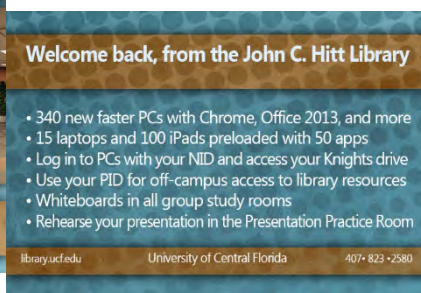 Welcome back, from the John C. Hitt Library
• 340 new faster PCs with Chrome, Office 2013, and more
• 15 laptops and 100 iPads preloaded with 50 apps
• Log in to PCs with your NID and access your Knights drive
• Use your PID for off-campus access to library resources
• Whiteboards in all group study rooms
• Rehearse your presentation in the Presentation Practice Room
library.ucf.edu University of Central Florida 407• 823 •2580